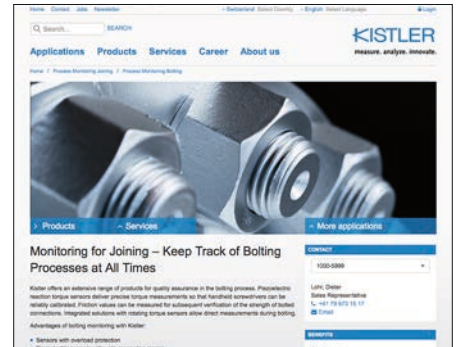 Home Contact Jobs Newsletter
Switzerland Select Country English Select Language Login
Search... SEARCH
KISTLER
measure. analyze. innovate.
Applications Products Services Career About us
Home / Process Monitoring Joining / Process Monitoring Bolting
Products Services More applications
Monitoring for Joining – Keep Track of Bolting
Processes at All Times
Kistler offers an extensive range of products for quality assurance in the bolting process. Piezoelectric
reaction torque sensors deliver precise torque measurements so that handheld screwdrivers can be
reliably calibrated. Friction values can be measured for subsequent verification of the strength of bolted
connections. Integrated solutions with rotating torque sensors allow direct measurements during bolting.
Advantages of bolting monitoring with Kistler:
Sensors with overload protection
CONTACT
1000-5999
Lohr, Dieter
Sales Representative
+41 79 673 15 17
Email
BENEFITS